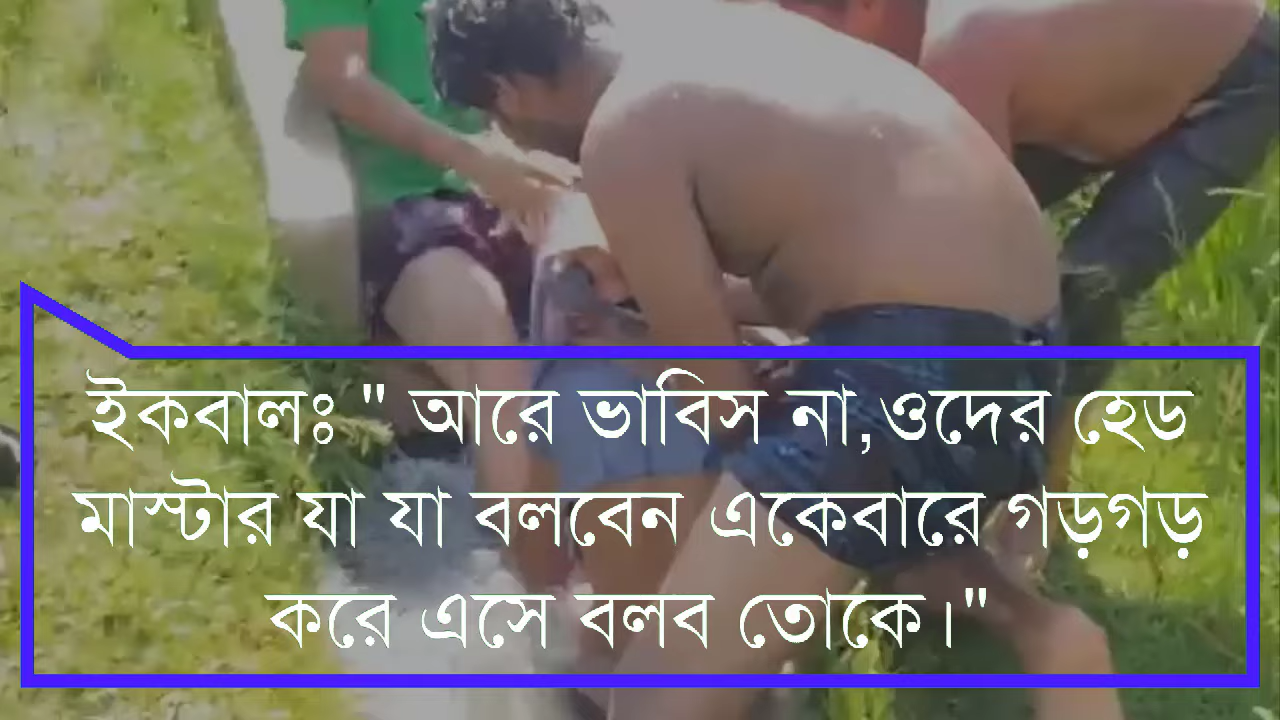 ইকবালঃ " আরে ভাবিস না,ওদের হেড
মাস্টার যা যা বলবেন একেবারে গড়গড়
করে এসে বলব তোকে।"